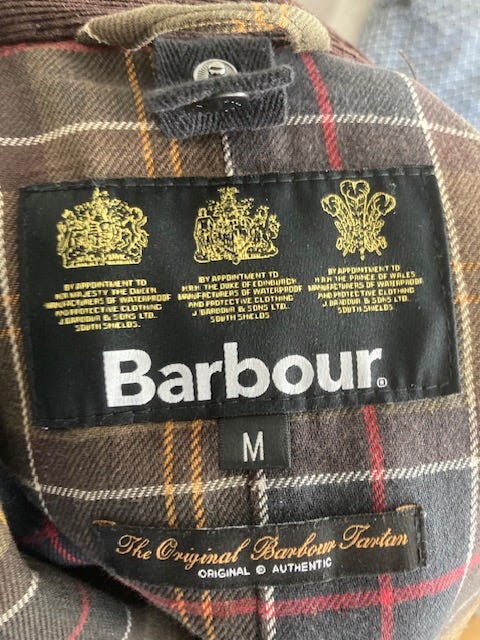 BY APPOINTMENT TO
H.M. MAJESTY THE QUEEN
MANUFACTURERS OF WATERPROOF
AND PROTECTIVE CLOTHING
J. BARBOUR & SONS LTD.
SOUTH SHIELDS
BY APPOINTMENT TO
H.R.H. THE DUKE OF EDINBURGH
MANUFACTURERS OF WATERPROOF
AND PROTECTIVE CLOTHING
J. BARBOUR & SONS LTD.
SOUTH SHIELDS.
BY APPOINTMENT TO
H.R.H. THE PRINCE OF WALES
MANUFACTURERS OF WATERPROOF
AND PROTECTIVE CLOTHING
J. BARBOUR & SONS LTD.
SOUTH SHIELDS.
Barbour®
M
The Original Barbour Tartan
ORIGINAL & AUTHENTIC